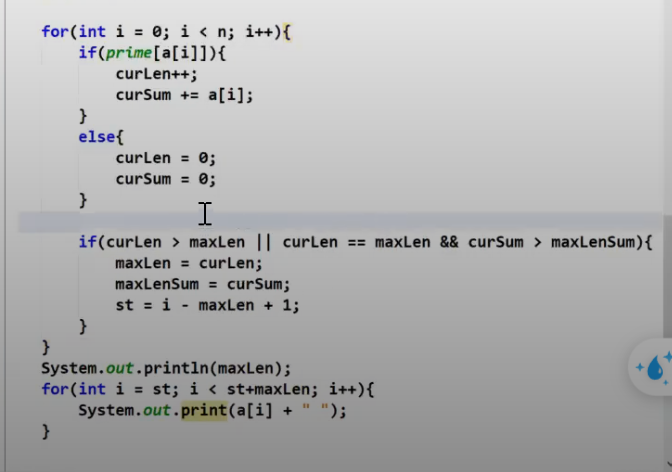 for(int i = 0; i < n; i++){
    if(prime[a[i]]){
        curLen++;
        curSum += a[i];
    }
    else{
        curLen = 0;
        curSum = 0;
    }

    if(curLen > maxLen || curLen == maxLen && curSum > maxLenSum){
        maxLen = curLen;
        maxLenSum = curSum;
        st = i - maxLen + 1;
    }
}
System.out.println(maxLen);
for(int i = st; i < st+maxLen; i++){
    System.out.print(a[i] + " ");
}